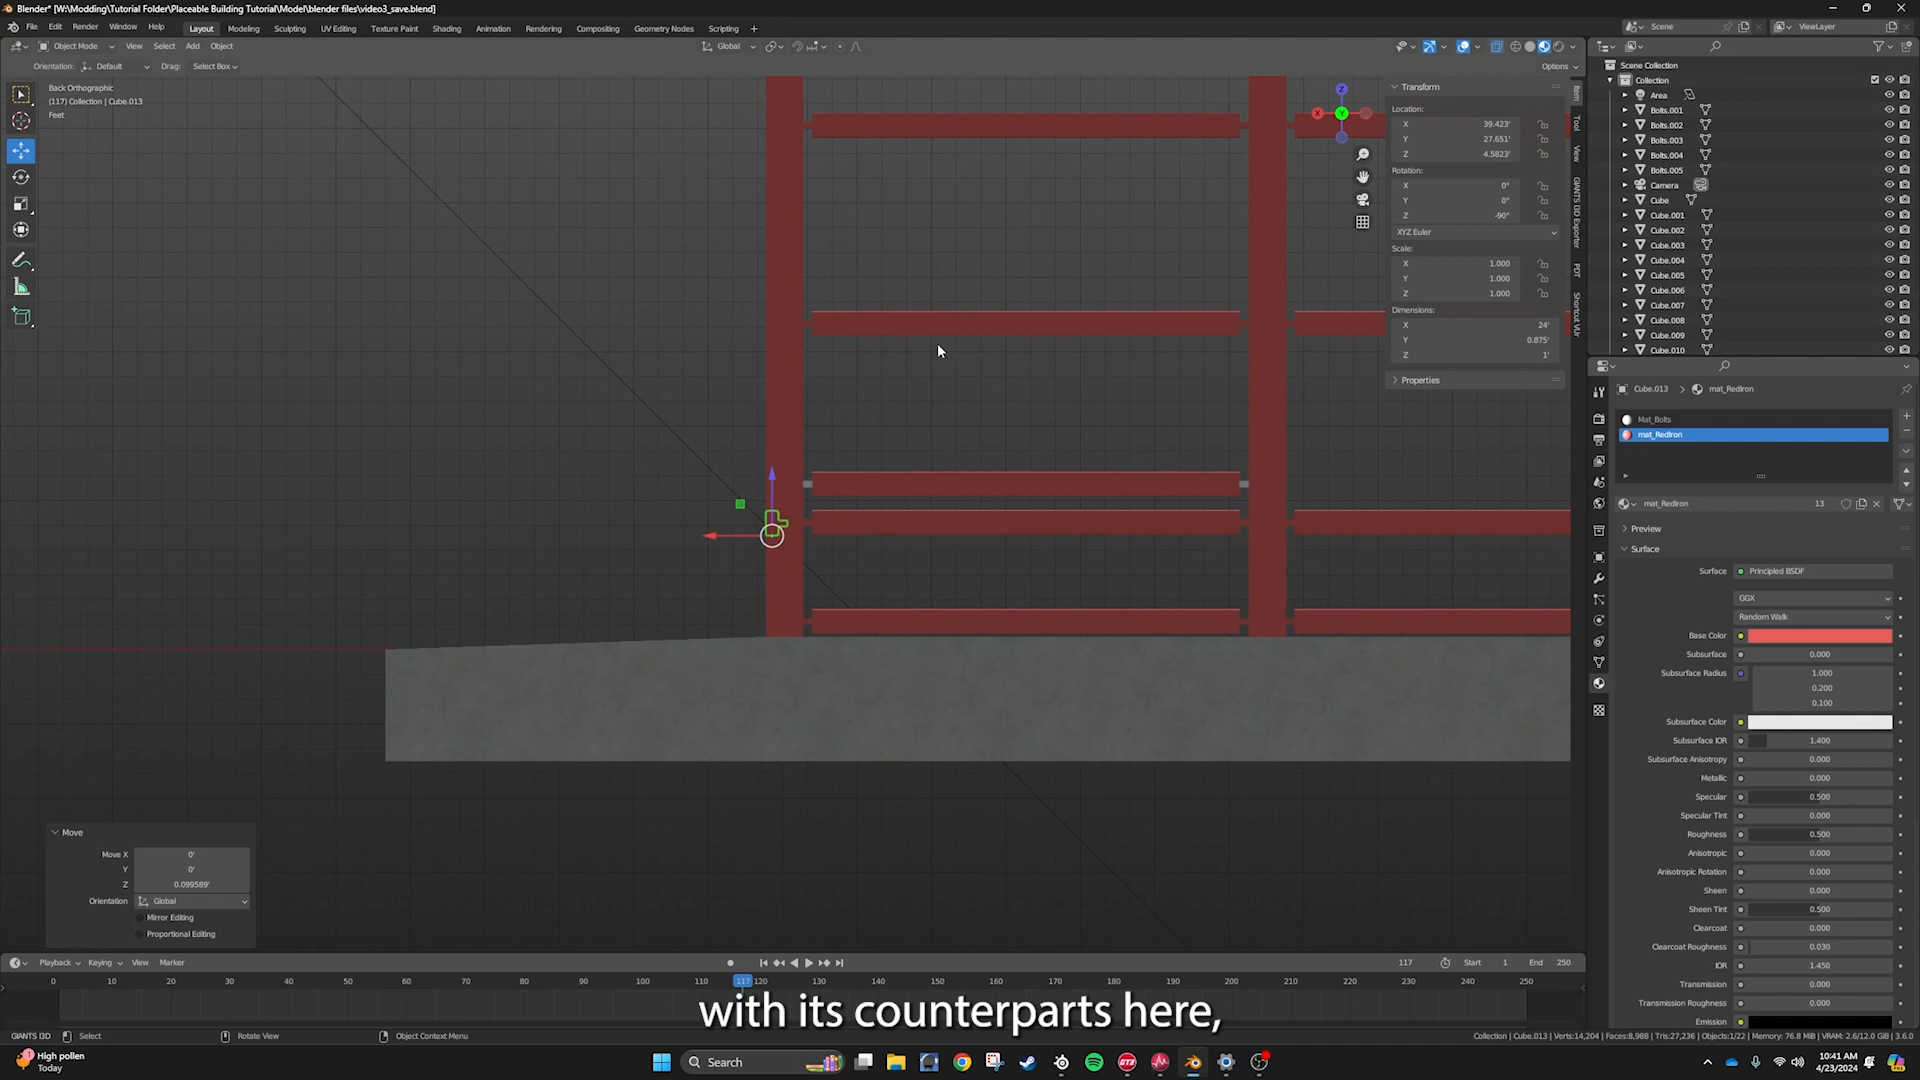 Blender* [W:\Modding\Tutorial Folder\Placeable Building Tutorial\Model\blender files\video3_save.blend]
File Edit Render Window Help Layout Modeling Sculpting UV Editing Texture Paint Shading Animation Rendering Compositing Geometry Nodes Scripting + Scene ViewLayer
Object Mode View Select Add Object Global
Orientation: Default Drag: Select Box Options
Back Orthographic
(117) Collection | Cube.013
Feet
Z
X
Y
Transform
Location:
X 39.423'
Y 27.651'
Z 4.5823'
Rotation:
X 0°
Y 0°
Z -90°
XYZ Euler
Scale:
X 1.000
Y 1.000
Z 1.000
Dimensions:
X 24'
Y 0.875'
Z 1'
Properties
Item
Tool
View
GIANTS I3D Exporter
PDT
Shortcut VUr
Scene Collection
Collection
Area
Bolts.001
Bolts.002
Bolts.003
Bolts.004
Bolts.005
Camera
Cube
Cube.001
Cube.002
Cube.003
Cube.004
Cube.005
Cube.006
Cube.007
Cube.008
Cube.009
Cube.010
Cube.013 > mat_RedIron
Mat_Bolts
mat_RedIron
mat_RedIron 13
Preview
Surface
Surface Principled BSDF
GGX
Random Walk
Base Color
Subsurface 0.000
Subsurface Radius 1.000
0.200
0.100
Subsurface Color
Subsurface IOR 1.400
Subsurface Anisotropy 0.000
Metallic 0.000
Specular 0.500
Specular Tint 0.000
Roughness 0.500
Anisotropic 0.000
Anisotropic Rotation 0.000
Sheen 0.000
Sheen Tint 0.500
Clearcoat 0.000
Clearcoat Roughness 0.030
IOR 1.450
Transmission 0.000
Transmission Roughness 0.000
Emission
Move
Move X 0'
Y 0'
Z 0.099589'
Orientation Global
Mirror Editing
Proportional Editing
Playback Keying View Marker 117 Start 1 End 250
0 10 20 30 40 50 60 70 80 90 100 110 117 120 130 140 150 160 170 180 190 200 210 220 230 240 250
with its counterparts here,
GIANTS I3D Select Rotate View Object Context Menu Collection | Cube.013 | Verts:14,204 | Faces:8,988 | Tris:27,236 | Objects:1/22 | Memory: 76.8 MiB | VRAM: 2.6/12.0 GiB | 3.6.0
High pollen
Today
Search
10:41 AM
4/23/2024